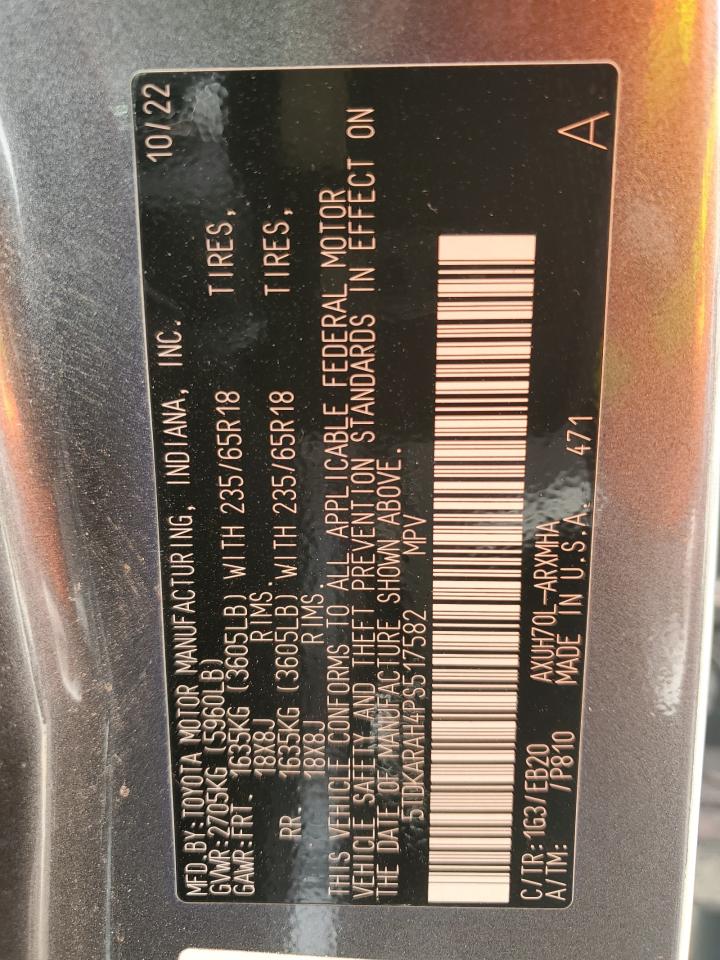 MFD.BY:TOYOTA MOTOR MANUFACTURING, INDIANA, INC. 10/22
GVWR:2705KG (5960LB)
GAWR:FRT. 1635KG (3605LB) WITH 235/65R18 TIRES,
18X8J RIMS.
RR 1635KG (3605LB) WITH 235/65R18 TIRES,
18X8J RIMS
THIS VEHICLE CONFORMS TO ALL APPLICABLE FEDERAL MOTOR
VEHICLE SAFETY AND THEFT PREVENTION STANDARDS IN EFFECT ON
THE DATE OF MANUFACTURE SHOWN ABOVE.
5TDKARAH4PS517582 MPV
C/TR:1G3/EB20 AXUH70L-ARXMHA
A/TM: /P810 MADE IN U.S.A. 471 A